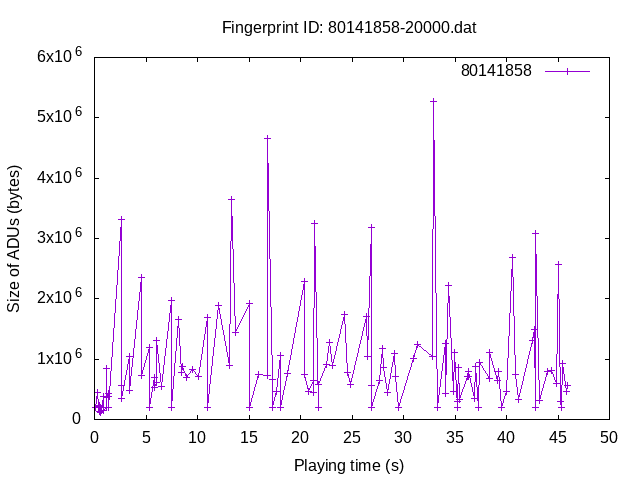 Fingerprint ID: 80141858-20000.dat
80141858
Size of ADUs (bytes)
6x10^6
5x10^6
4x10^6
3x10^6
2x10^6
1x10^6
0
0 5 10 15 20 25 30 35 40 45 50
Playing time (s)